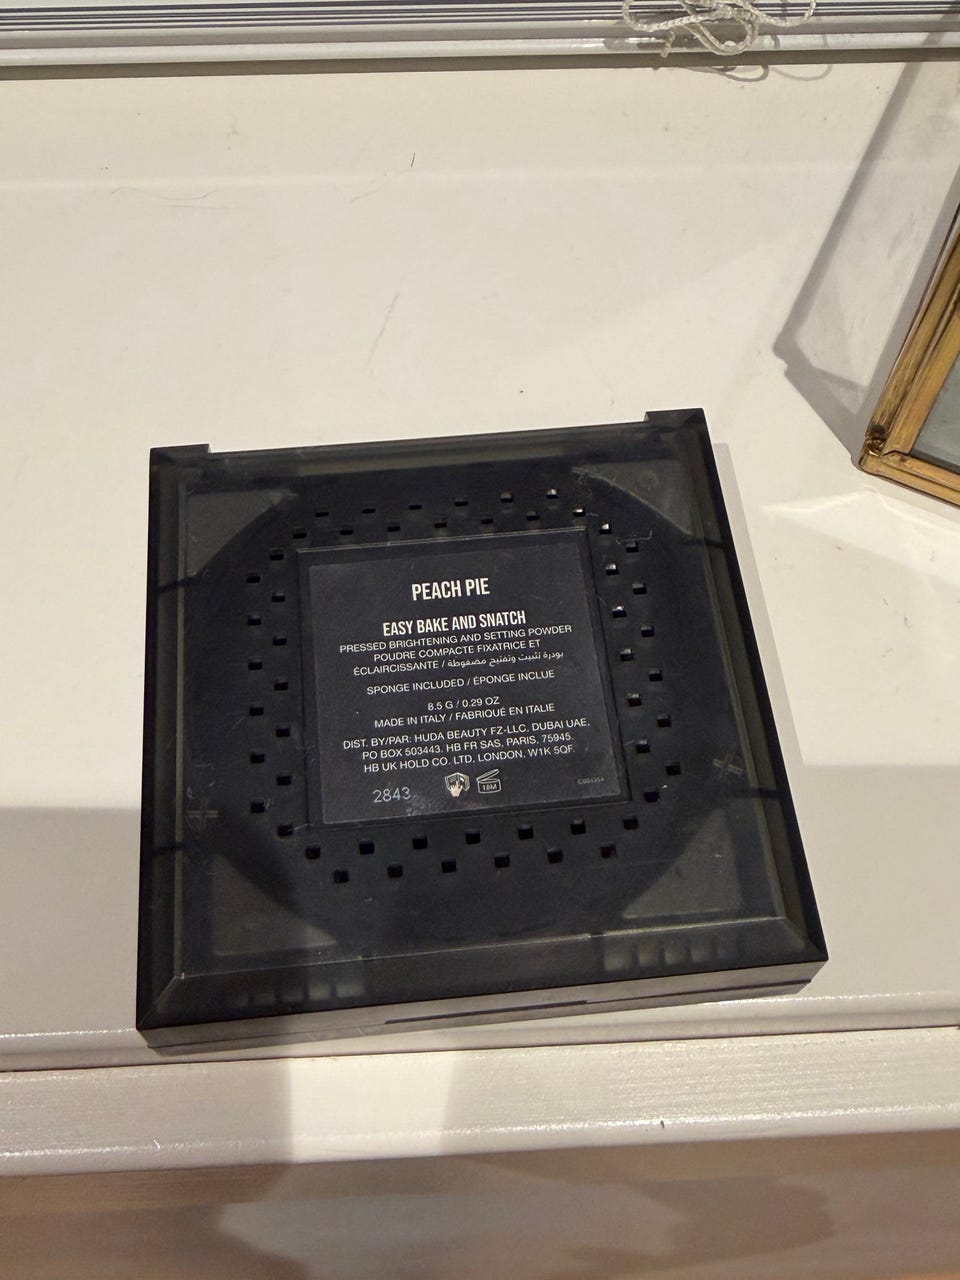 PEACH PIE
EASY BAKE AND SNATCH
PRESSED BRIGHTENING AND SETTING POWDER
POUDRE COMPACTE FIXATRICE ET
ÉCLAIRCISSANTE / بودرة تثبيت وتفتيح مضغوطة
SPONGE INCLUDED / ÉPONGE INCLUE
8.5 G / 0.29 OZ
MADE IN ITALY / FABRIQUÉ EN ITALIE
DIST. BY/PAR: HUDA BEAUTY FZ-LLC, DUBAI UAE,
PO BOX 503443. HB FR SAS, PARIS, 75945.
HB UK HOLD CO. LTD. LONDON, W1K 5QF.
2843
18M